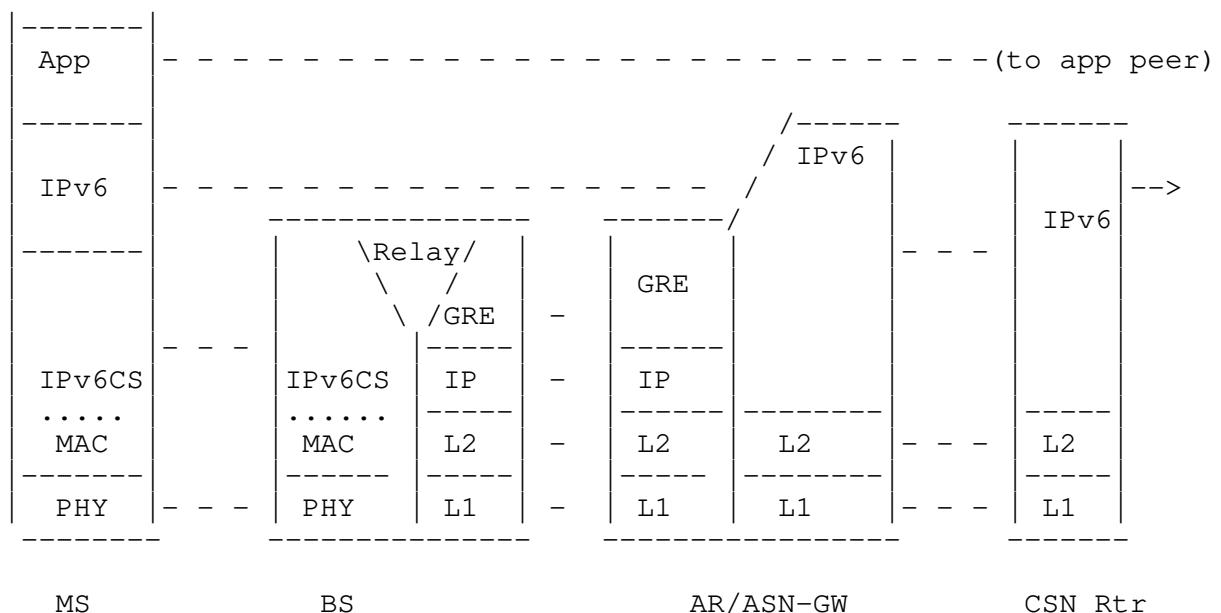 App (to app peer)
IPv6
IPv6 -->
IPv6
\Relay/
GRE
/GRE
IPv6CS IPv6CS IP IP
MAC MAC L2 L2 L2 L2
PHY PHY L1 L1 L1 L1
MS BS AR/ASN-GW CSN Rtr